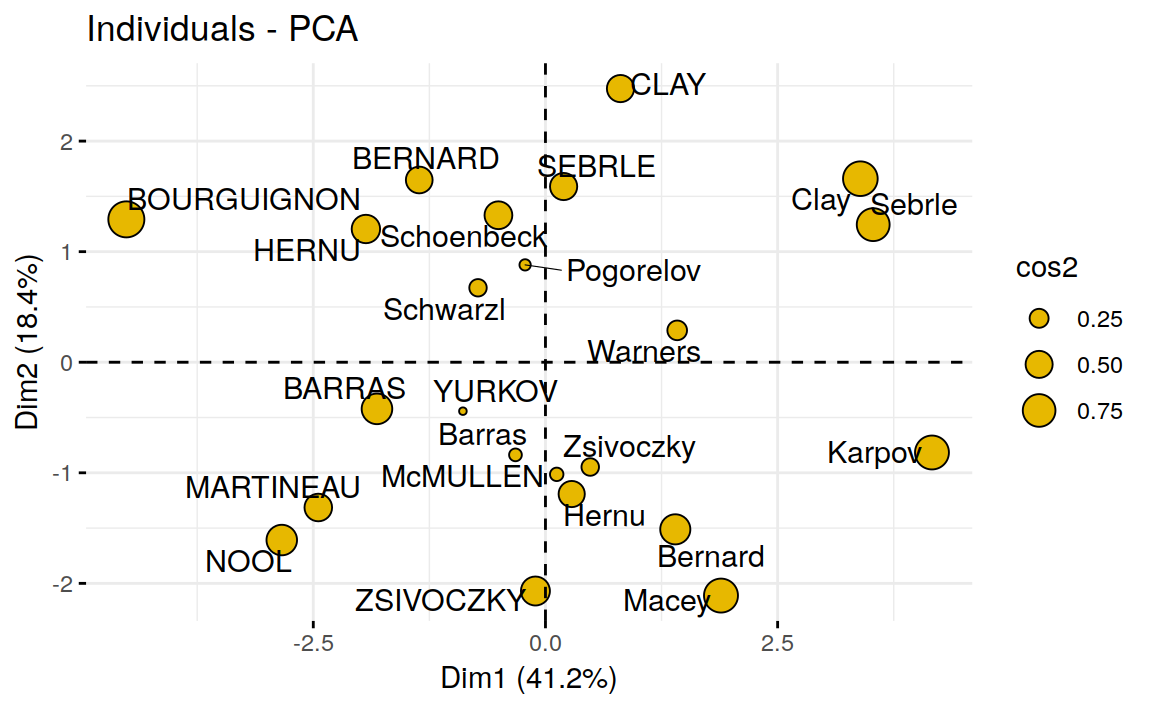 Individuals - PCA
CLAY
BERNARD
SEBRLE
BOURGUIGNON
Clay
Sebrle
HERNU
Schoenbeck
Pogorelov
Schwarzl
Warners
BARRAS
YURKOV
Barras
Zsivoczky
Karpov
McMULLEN
MARTINEAU
Hernu
NOOL
Bernard
ZSIVOCZKY
Macey
2
1
0
-1
-2
-2.5
0.0
2.5
Dim1 (41.2%)
Dim2 (18.4%)
cos2
0.25
0.50
0.75